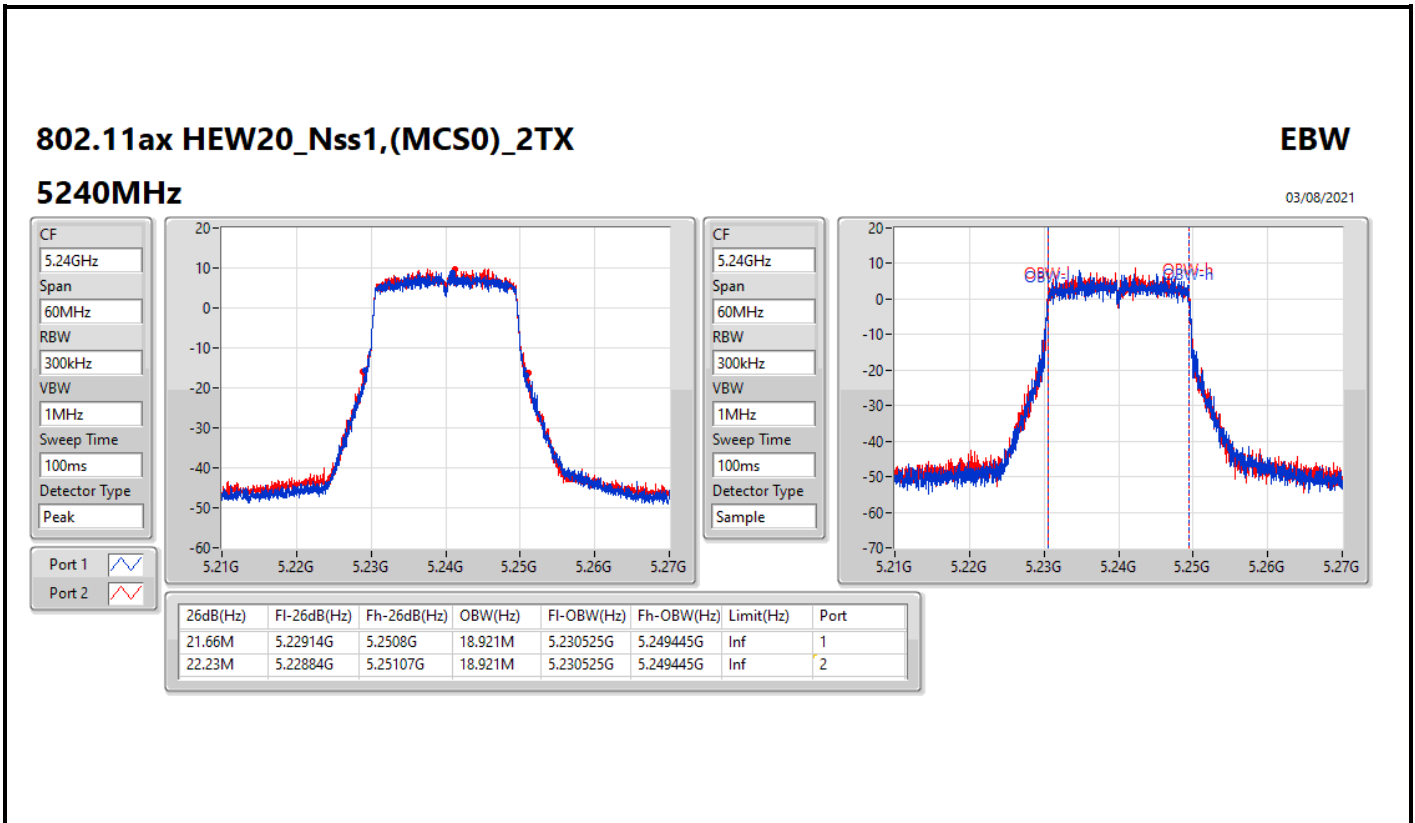 802.11ax HEW20_Nss1,(MCS0)_2TX
EBW
5240MHz
03/08/2021
CF
5.24GHz
Span
60MHz
RBW
300kHz
VBW
1MHz
Sweep Time
100ms
Detector Type
Peak
Port 1
Port 2
20
10
0
-10
-20
-30
-40
-50
-60
5.21G 5.22G 5.23G 5.24G 5.25G 5.26G 5.27G
CF
5.24GHz
Span
60MHz
RBW
300kHz
VBW
1MHz
Sweep Time
100ms
Detector Type
Sample
20
10
0
-10
-20
-30
-40
-50
-60
-70
OBW-l OBW-h
OBW-l OBW-h
5.21G 5.22G 5.23G 5.24G 5.25G 5.26G 5.27G
26dB(Hz) Fl-26dB(Hz) Fh-26dB(Hz) OBW(Hz) Fl-OBW(Hz) Fh-OBW(Hz) Limit(Hz) Port
21.66M 5.22914G 5.2508G 18.921M 5.230525G 5.249445G Inf 1
22.23M 5.22884G 5.25107G 18.921M 5.230525G 5.249445G Inf 2